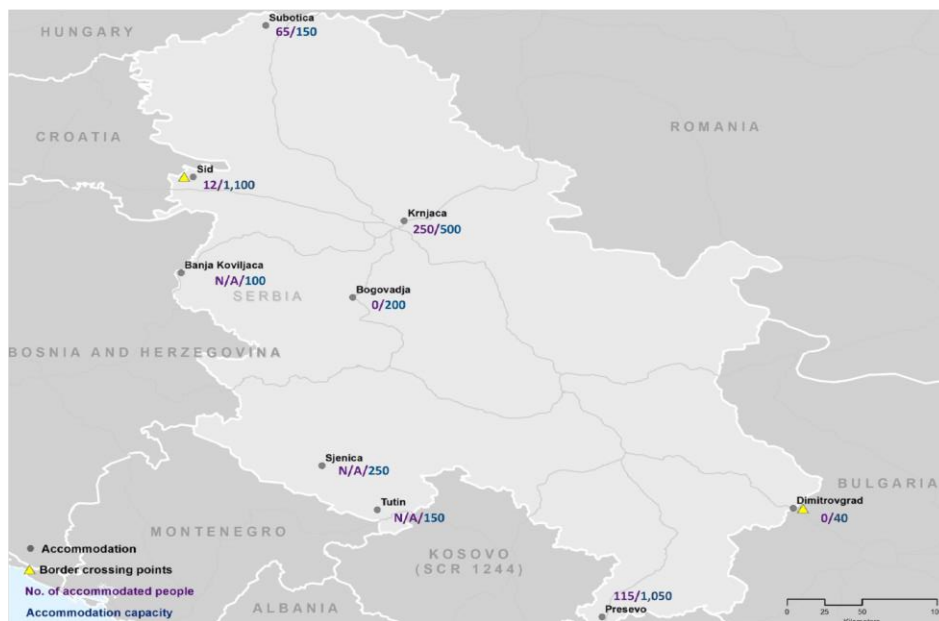 Subotica
65/150
HUNGARY
CROATIA
ROMANIA
Sid
12/1,100
Krnjaca
250/500
Banja Koviljaca
N/A/100
SERBIA
Bogovadja
0/200
BOSNIA AND HERZEGOVINA
Sjenica
N/A/250
Tutin
N/A/150
BULGARIA
Dimitrovgrad
0/40
MONTENEGRO
KOSOVO
(SCR 1244)
ALBANIA
115/1,050
Presevo
Accommodation
Border crossing points
No. of accommodated people
Accommodation capacity
0 25 50 10